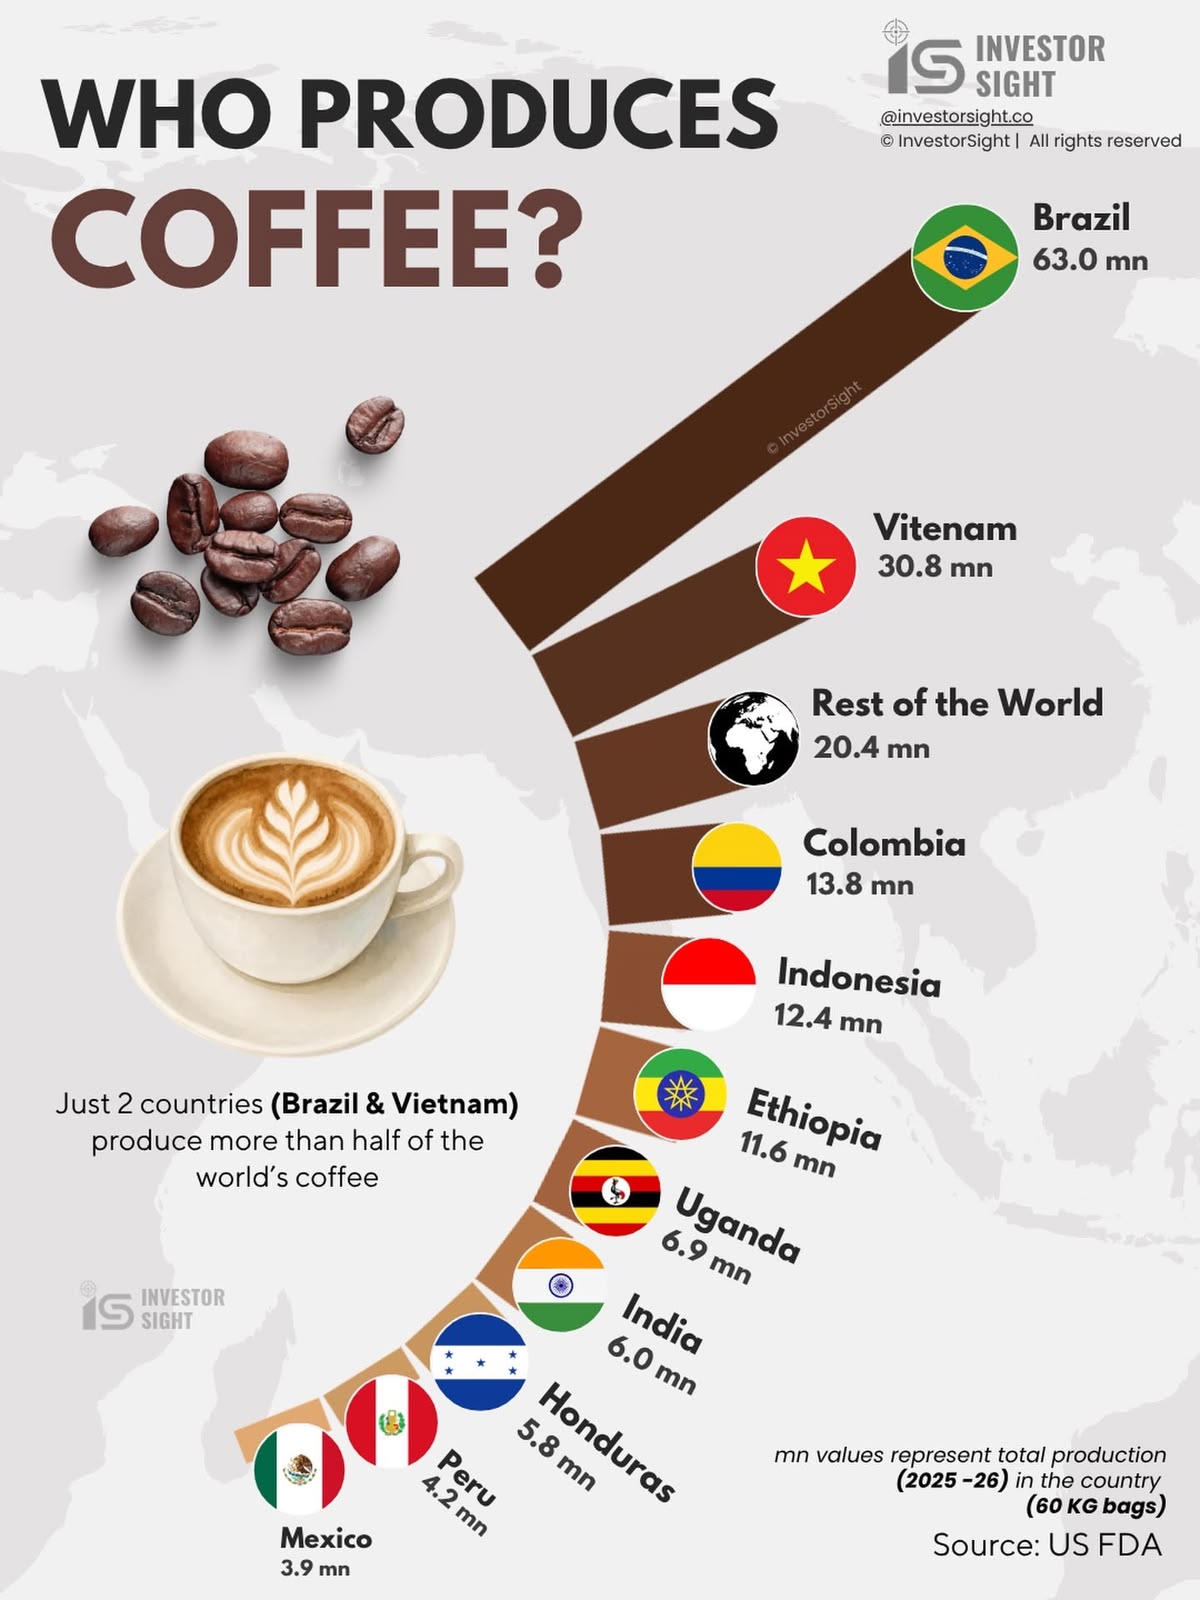 WHO PRODUCES
COFFEE?
iS INVESTOR
SIGHT
@investorsight.co
© InvestorSight | All rights reserved
Brazil
63.0 mn
© InvestorSight
Vitenam
30.8 mn
Rest of the World
20.4 mn
Colombia
13.8 mn
Indonesia
12.4 mn
Ethiopia
11.6 mn
Uganda
6.9 mn
India
6.0 mn
Honduras
5.8 mn
Peru
4.2 mn
Mexico
3.9 mn
Just 2 countries (Brazil & Vietnam)
produce more than half of the
world's coffee
iS INVESTOR
SIGHT
mn values represent total production
(2025 -26) in the country
(60 KG bags)
Source: US FDA